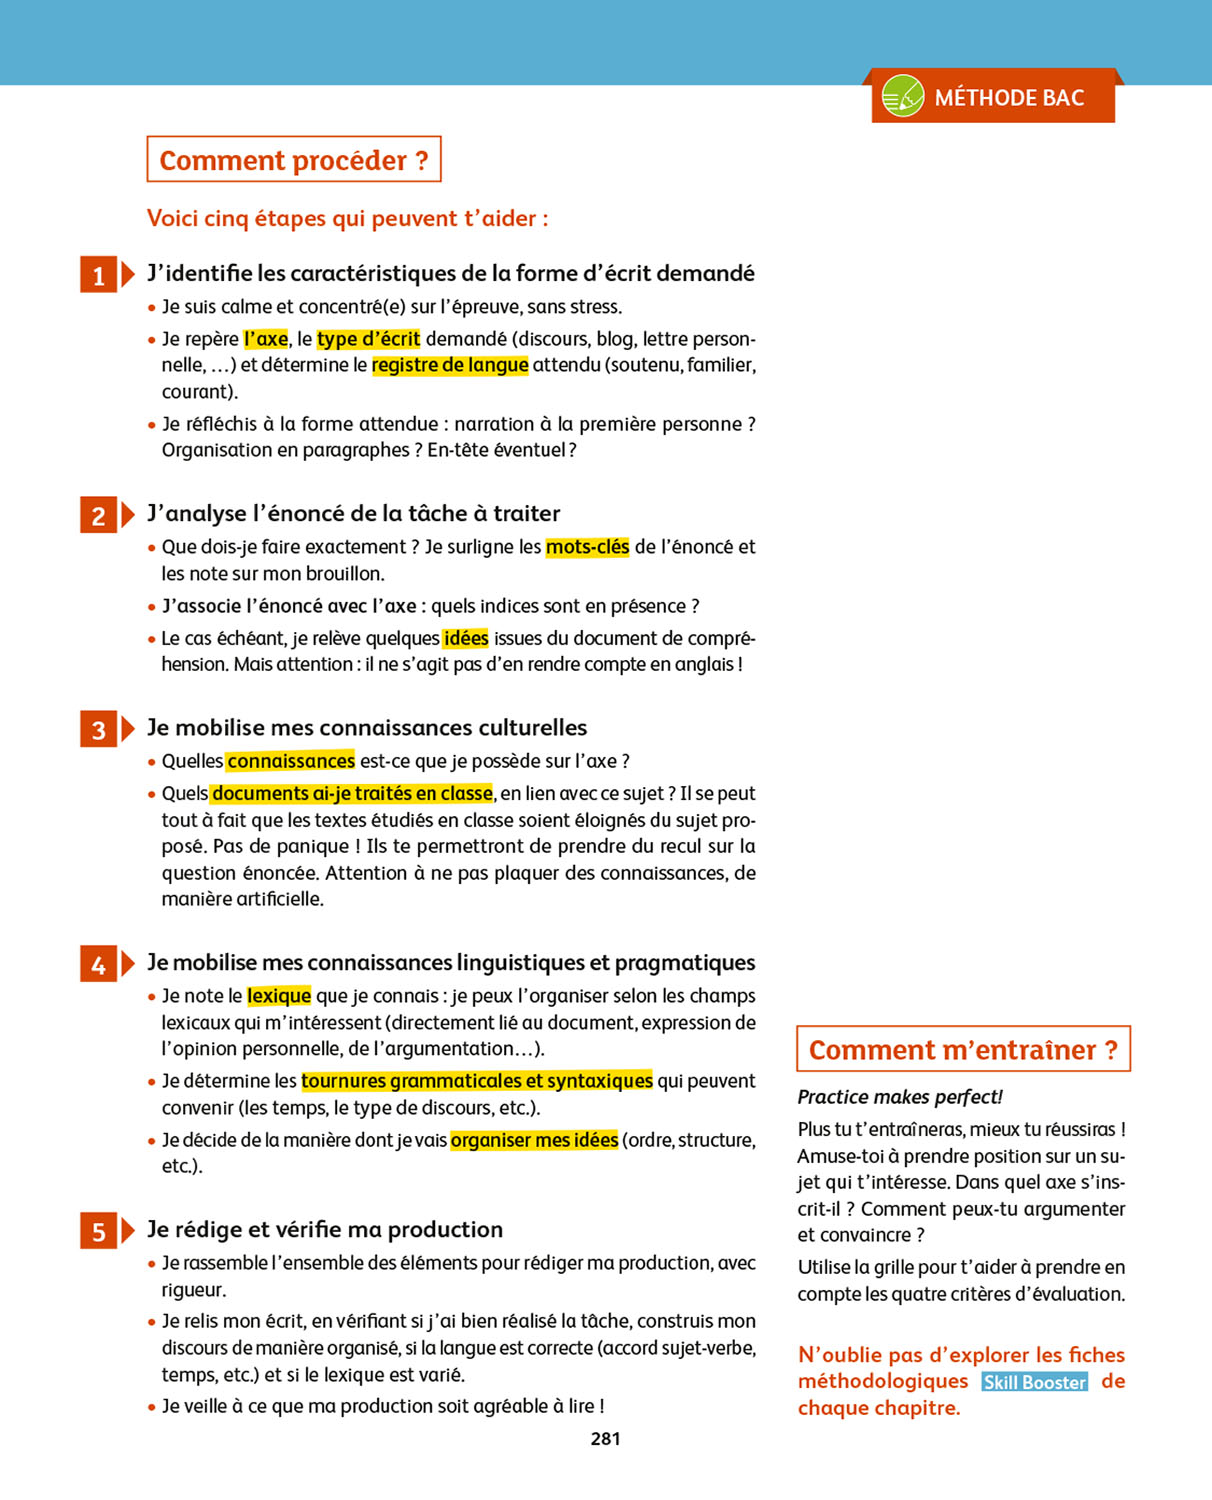 MÉTHODE BAC
Comment procéder ?
Voici cinq étapes qui peuvent t’aider :
1 J’identifie les caractéristiques de la forme d’écrit demandé
• Je suis calme et concentré(e) sur l’épreuve, sans stress.
• Je repère l’axe, le type d’écrit demandé (discours, blog, lettre person-
nelle, …) et détermine le registre de langue attendu (soutenu, familier,
courant).
• Je réfléchis à la forme attendue : narration à la première personne ?
Organisation en paragraphes ? En-tête éventuel ?
2 J’analyse l’énoncé de la tâche à traiter
• Que dois-je faire exactement ? Je surligne les mots-clés de l’énoncé et
les note sur mon brouillon.
• J’associe l’énoncé avec l’axe : quels indices sont en présence ?
• Le cas échéant, je relève quelques idées issues du document de compré-
hension. Mais attention : il ne s’agit pas d’en rendre compte en anglais !
3 Je mobilise mes connaissances culturelles
• Quelles connaissances est-ce que je possède sur l’axe ?
• Quels documents ai-je traités en classe, en lien avec ce sujet ? Il se peut
tout à fait que les textes étudiés en classe soient éloignés du sujet pro-
posé. Pas de panique ! Ils te permettront de prendre du recul sur la
question énoncée. Attention à ne pas plaquer des connaissances, de
manière artificielle.
4 Je mobilise mes connaissances linguistiques et pragmatiques
• Je note le lexique que je connais : je peux l’organiser selon les champs
lexicaux qui m’intéressent (directement lié au document, expression de
l’opinion personnelle, de l’argumentation…).
• Je détermine les tournures grammaticales et syntaxiques qui peuvent
convenir (les temps, le type de discours, etc.).
• Je décide de la manière dont je vais organiser mes idées (ordre, structure,
etc.).
5 Je rédige et vérifie ma production
• Je rassemble l’ensemble des éléments pour rédiger ma production, avec
rigueur.
• Je relis mon écrit, en vérifiant si j’ai bien réalisé la tâche, construis mon
discours de manière organisé, si la langue est correcte (accord sujet-verbe,
temps, etc.) et si le lexique est varié.
• Je veille à ce que ma production soit agréable à lire !
Comment m’entraîner ?
Practice makes perfect!
Plus tu t’entraîneras, mieux tu réussiras !
Amuse-toi à prendre position sur un su-
jet qui t’intéresse. Dans quel axe s’ins-
crit-il ? Comment peux-tu argumenter
et convaincre ?
Utilise la grille pour t’aider à prendre en
compte les quatre critères d’évaluation.
N’oublie pas d’explorer les fiches
méthodologiques Skill Booster de
chaque chapitre.
281